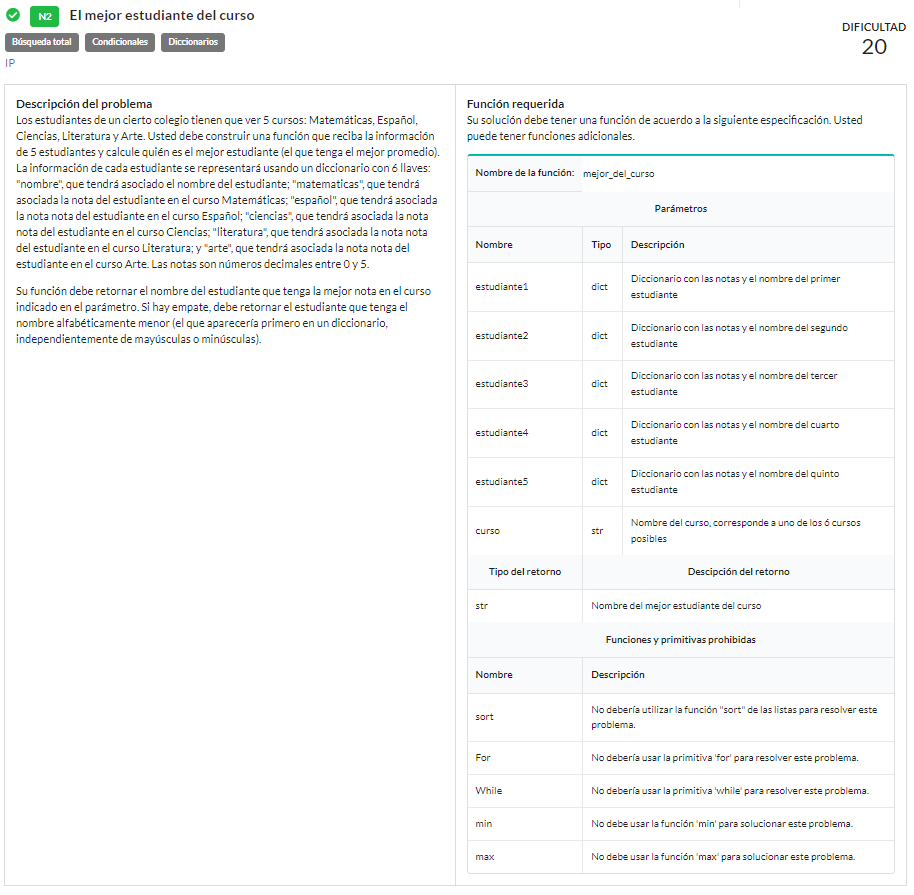 N2 El mejor estudiante del curso
Búsqueda total Condicionales Diccionarios
IP
DIFICULTAD
20
Descripción del problema
Los estudiantes de un cierto colegio tienen que ver 5 cursos: Matemáticas, Español,
Ciencias, Literatura y Arte. Usted debe construir una función que reciba la información
de 5 estudiantes y calcule quién es el mejor estudiante (el que tenga el mejor promedio).
La información de cada estudiante se representará usando un diccionario con 6 llaves:
"nombre", que tendrá asociado el nombre del estudiante; "matematicas", que tendrá
asociada la nota del estudiante en el curso Matemáticas; "español", que tendrá asociada
la nota nota del estudiante en el curso Español; "ciencias", que tendrá asociada la nota
nota del estudiante en el curso Ciencias; "literatura", que tendrá asociada la nota nota
del estudiante en el curso Literatura; y "arte", que tendrá asociada la nota nota del
estudiante en el curso Arte. Las notas son números decimales entre 0 y 5.
Su función debe retornar el nombre del estudiante que tenga la mejor nota en el curso
indicado en el parámetro. Si hay empate, debe retornar el estudiante que tenga el
nombre alfabéticamente menor (el que aparecería primero en un diccionario,
independientemente de mayúsculas o minúsculas).
Función requerida
Su solución debe tener una función de acuerdo a la siguiente especificación. Usted
puede tener funciones adicionales.
Nombre de la función: mejor_del_curso
Parámetros
Nombre Tipo Descripción
estudiante1 dict Diccionario con las notas y el nombre del primer
estudiante
estudiante2 dict Diccionario con las notas y el nombre del segundo
estudiante
estudiante3 dict Diccionario con las notas y el nombre del tercer
estudiante
estudiante4 dict Diccionario con las notas y el nombre del cuarto
estudiante
estudiante5 dict Diccionario con las notas y el nombre del quinto
estudiante
curso str Nombre del curso, corresponde a uno de los 6 cursos
posibles
Tipo del retorno Descipción del retorno
str Nombre del mejor estudiante del curso
Funciones y primitivas prohibidas
Nombre Descripción
sort No debería utilizar la función "sort" de las listas para resolver este
problema.
For No debería usar la primitiva 'for' para resolver este problema.
While No debería usar la primitiva 'while' para resolver este problema.
min No debe usar la función 'min' para solucionar este problema.
max No debe usar la función 'max' para solucionar este problema.